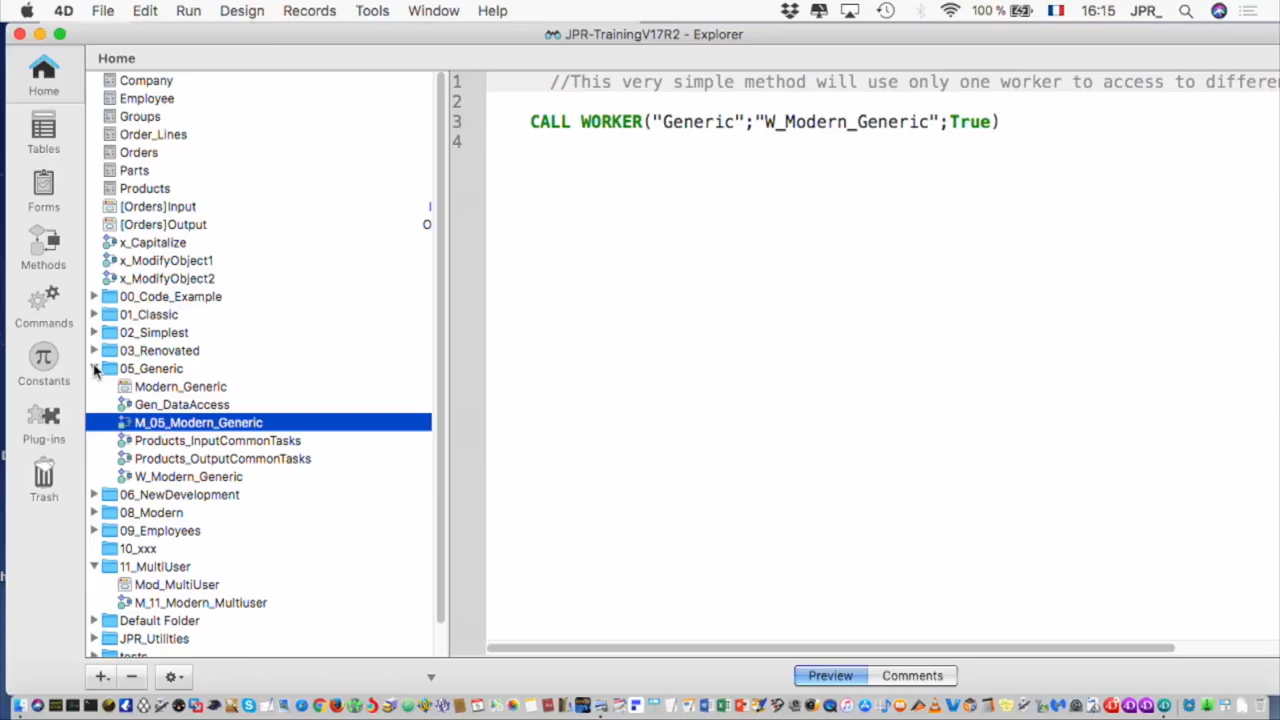 4D File Edit Run Design Records Tools Window Help 100 % 16:15 JPR_
JPR-TrainingV17R2 - Explorer
Home
Home
Tables
Forms
Methods
Commands
Constants
Plug-ins
Trash
Company
Employee
Groups
Order_Lines
Orders
Parts
Products
[Orders]Input I
[Orders]Output O
x_Capitalize
x_ModifyObject1
x_ModifyObject2
00_Code_Example
01_Classic
02_Simplest
03_Renovated
05_Generic
Modern_Generic
Gen_DataAccess
M_05_Modern_Generic
Products_InputCommonTasks
Products_OutputCommonTasks
W_Modern_Generic
06_NewDevelopment
08_Modern
09_Employees
10_xxx
11_MultiUser
Mod_MultiUser
M_11_Modern_Multiuser
Default Folder
JPR_Utilities
tests
1 //This very simple method will use only one worker to access to differe
2
3 CALL WORKER("Generic";"W_Modern_Generic";True)
4
Preview Comments